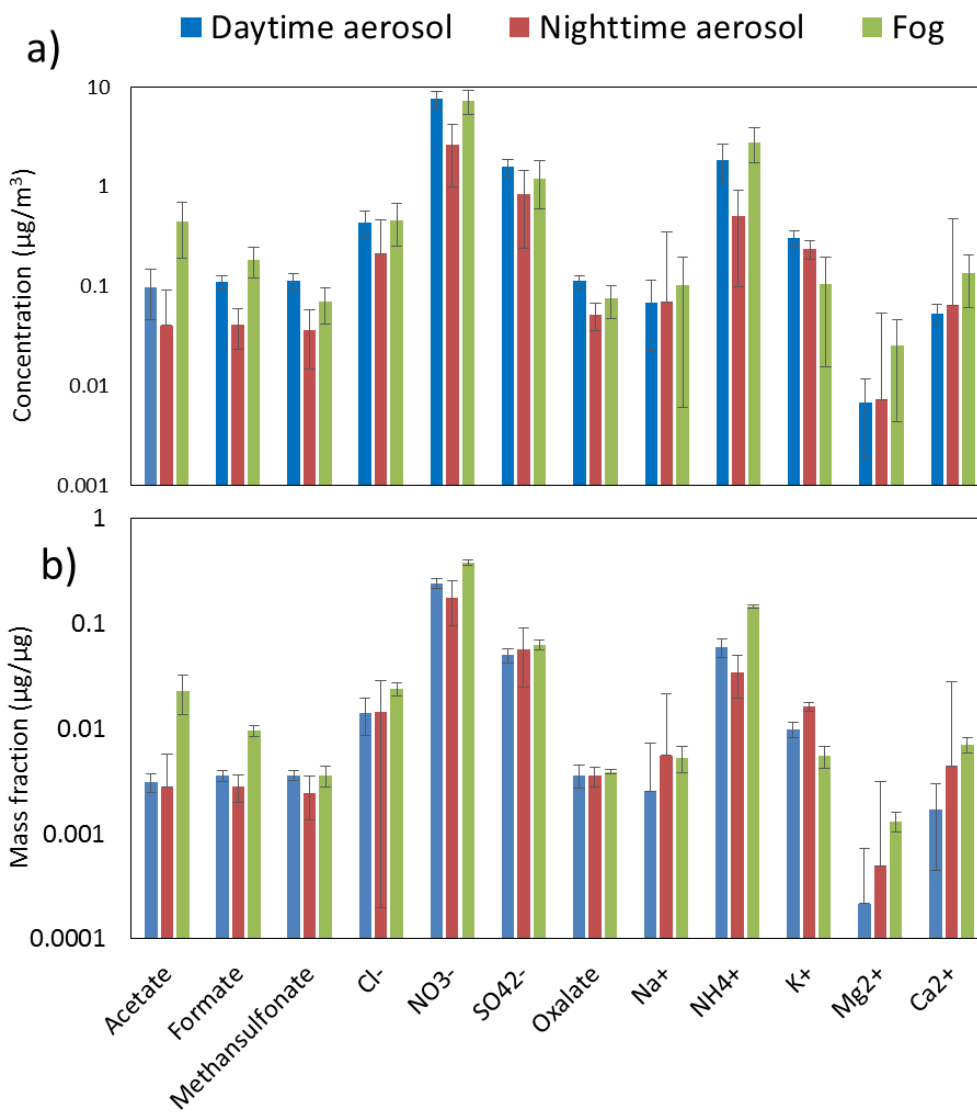 Daytime aerosol Nighttime aerosol Fog
a)
Concentration (µg/m³)
10
1
0.1
0.01
0.001
b)
Mass fraction (µg/µg)
1
0.1
0.01
0.001
0.0001
Acetate
Formate
Methansulfonate
Cl-
NO3-
SO42-
Oxalate
Na+
NH4+
K+
Mg2+
Ca2+